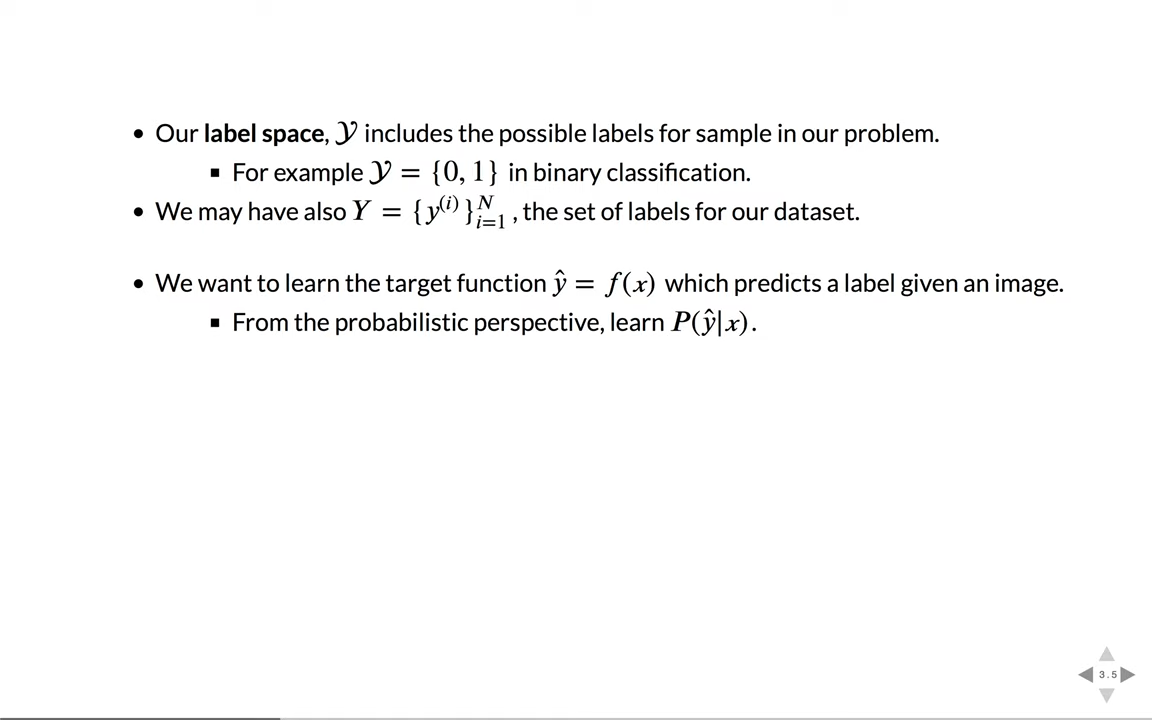 • Our label space, 𝒴 includes the possible labels for sample in our problem.
▪ For example 𝒴 = {0, 1} in binary classification.
• We may have also Y = {y^(i)}_{i=1}^N , the set of labels for our dataset.
• We want to learn the target function ŷ = f(x) which predicts a label given an image.
▪ From the probabilistic perspective, learn P(ŷ|x).
3.5